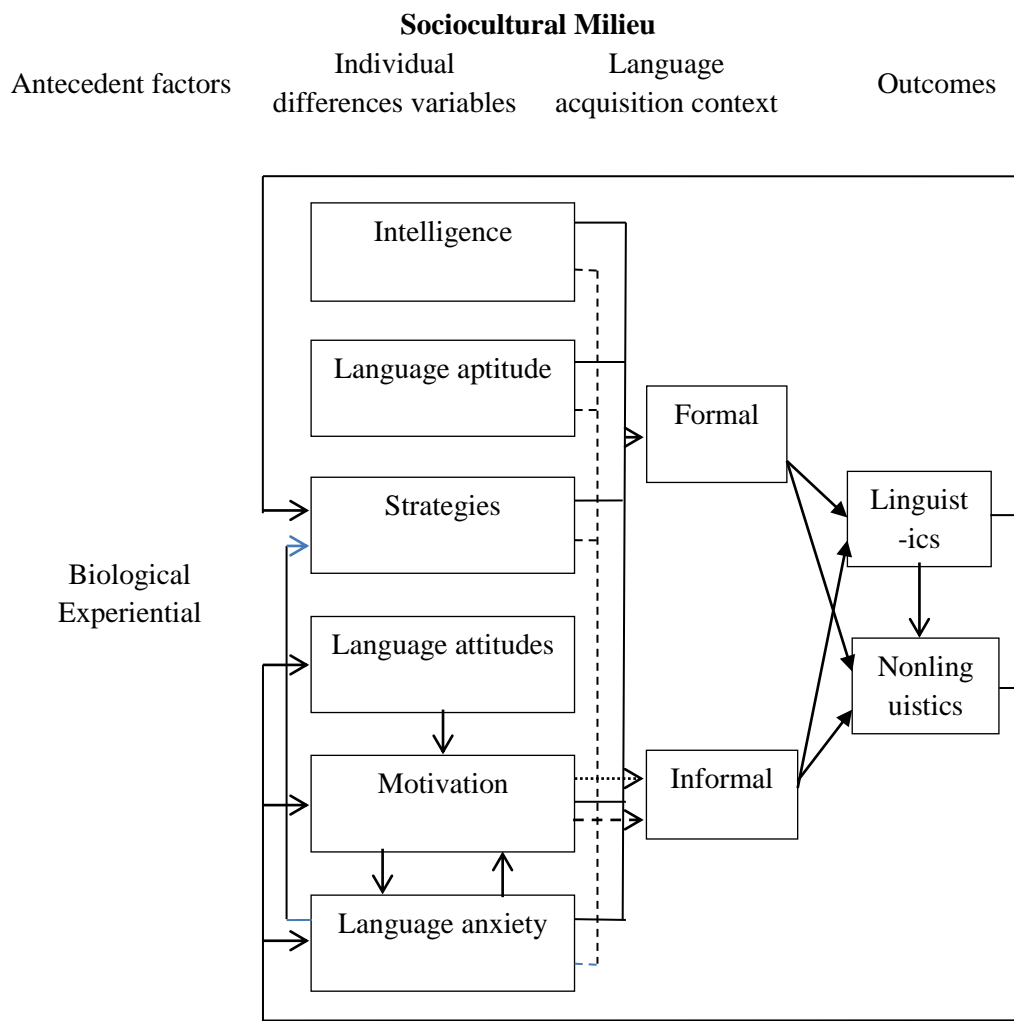 Sociocultural Milieu
Antecedent factors
Individual
differences variables
Language
acquisition context
Outcomes
Intelligence
Language aptitude
Strategies
Language attitudes
Motivation
Language anxiety
Biological
Experiential
Formal
Informal
Linguist
-ics
Nonling
uistics